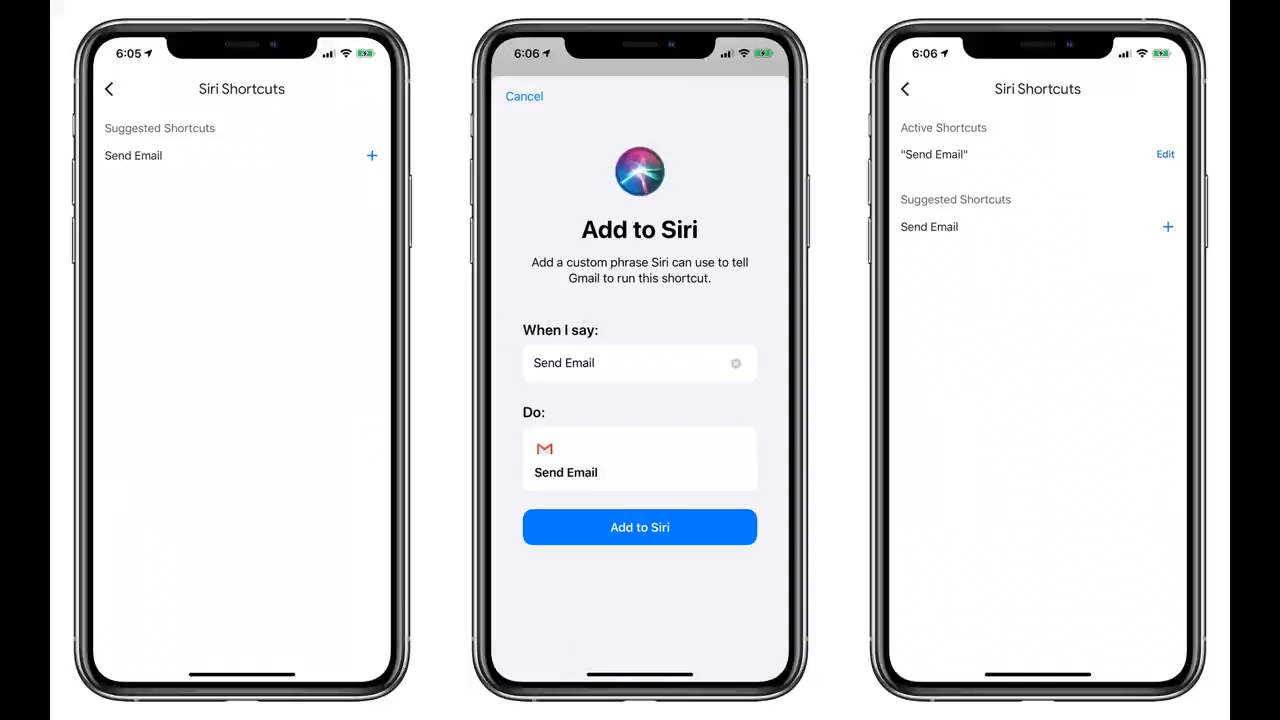 6:05
Siri Shortcuts
Suggested Shortcuts
Send Email +
6:06
Cancel
Add to Siri
Add a custom phrase Siri can use to tell
Gmail to run this shortcut.
When I say:
Send Email
Do:
Send Email
Add to Siri
6:06
Siri Shortcuts
Active Shortcuts
"Send Email" Edit
Suggested Shortcuts
Send Email +